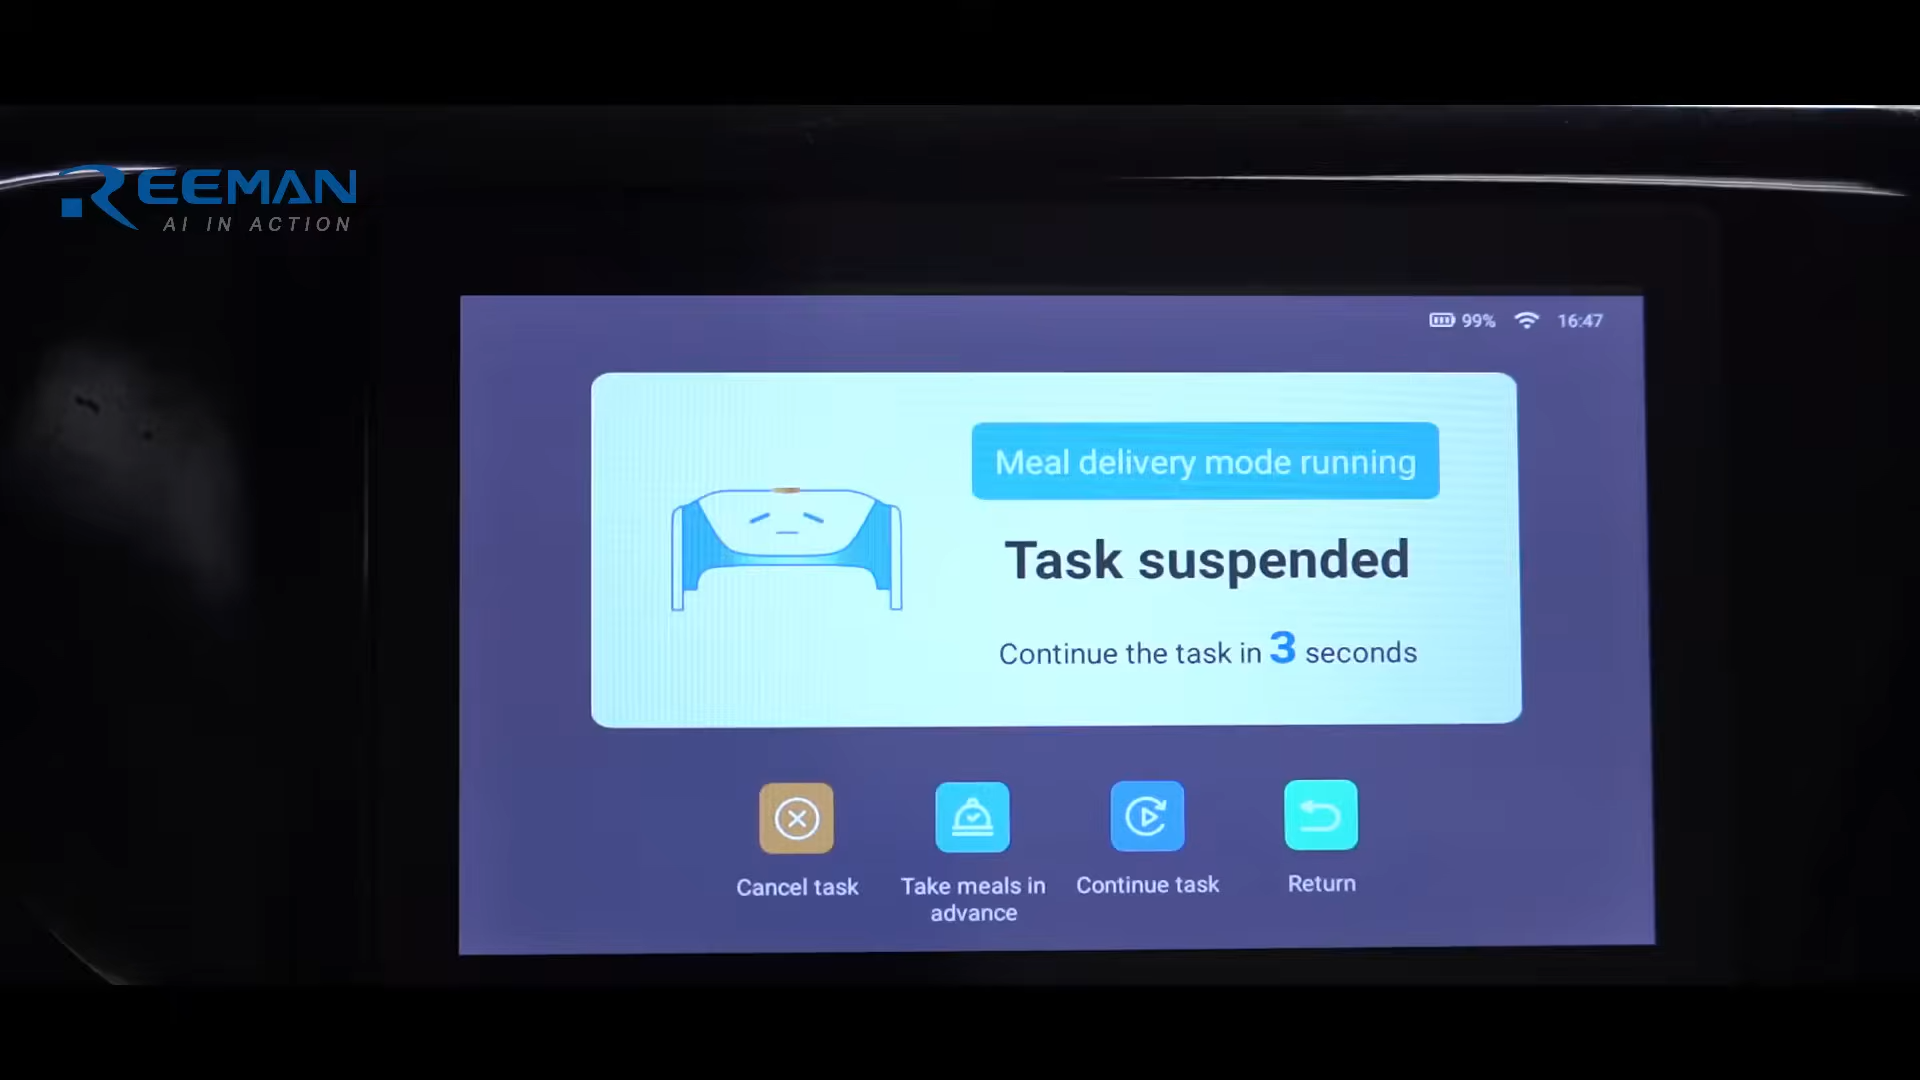 REEMAN
AI IN ACTION
99% 16:47
Meal delivery mode running
Task suspended
Continue the task in 3 seconds
Cancel task
Take meals in advance
Continue task
Return